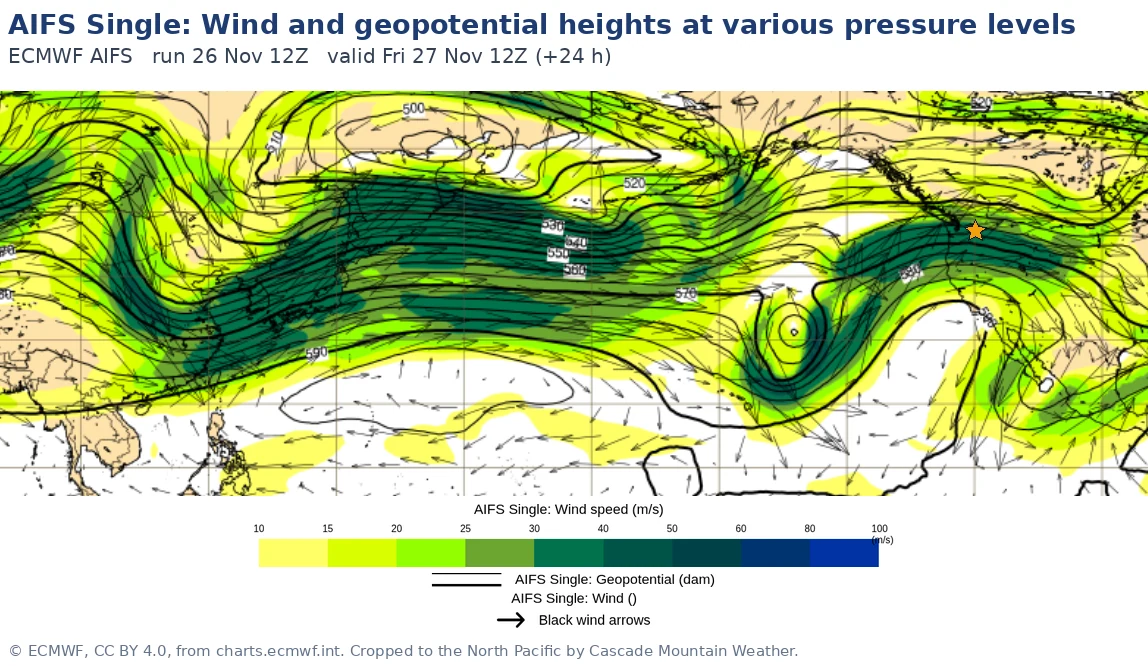 AIFS Single: Wind and geopotential heights at various pressure levels
ECMWF AIFS run 26 Nov 12Z valid Fri 27 Nov 12Z (+24 h)
500
510
520
520
530
540
550
560
570
580
590
AIFS Single: Wind speed (m/s)
10 15 20 25 30 40 50 60 80 100
(m/s)
AIFS Single: Geopotential (dam)
AIFS Single: Wind ()
Black wind arrows
© ECMWF, CC BY 4.0, from charts.ecmwf.int. Cropped to the North Pacific by Cascade Mountain Weather.